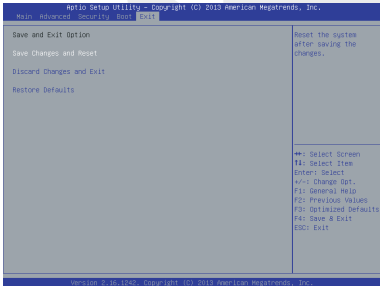 Aptio Setup Utility – Copyright (C) 2013 American Megatrends, Inc.
Main Advanced Security Boot Exit
Save and Exit Option
Save Changes and Reset
Discard Changes and Exit
Restore Defaults
Reset the system
after saving the
changes.
→←: Select Screen
↑↓: Select Item
Enter: Select
+/-: Change Opt.
F1: General Help
F2: Previous Values
F3: Optimized Defaults
F4: Save & Exit
ESC: Exit
Version 2.16.1242. Copyright (C) 2013 American Megatrends, Inc.